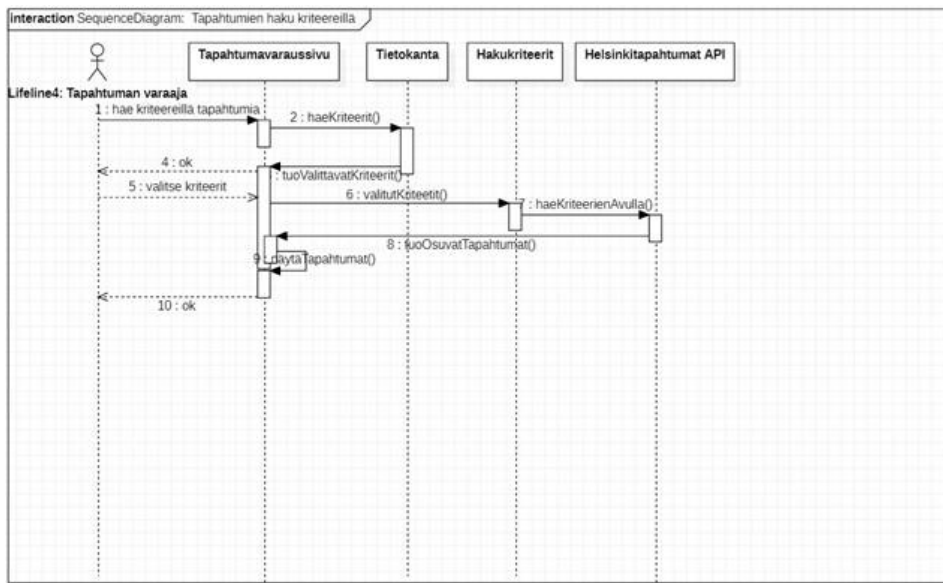 interaction SequenceDiagram: Tapahtumien haku kriteereillä
Tapahtumavaraussivu
Tietokanta
Hakukriteerit
Helsinkitapahtumat API
Lifeline4: Tapahtuman varaaja
1 : hae kriteereillä tapahtumia
2 : haeKriteerit()
: tuoValittavatKriteerit()
4 : ok
5 : valitse kriteerit
6 : valitutKriteetit()
7 : haeKriteerienAvulla()
8 : tuoOsuvatTapahtumat()
9 : näytäTapahtumat()
10 : ok